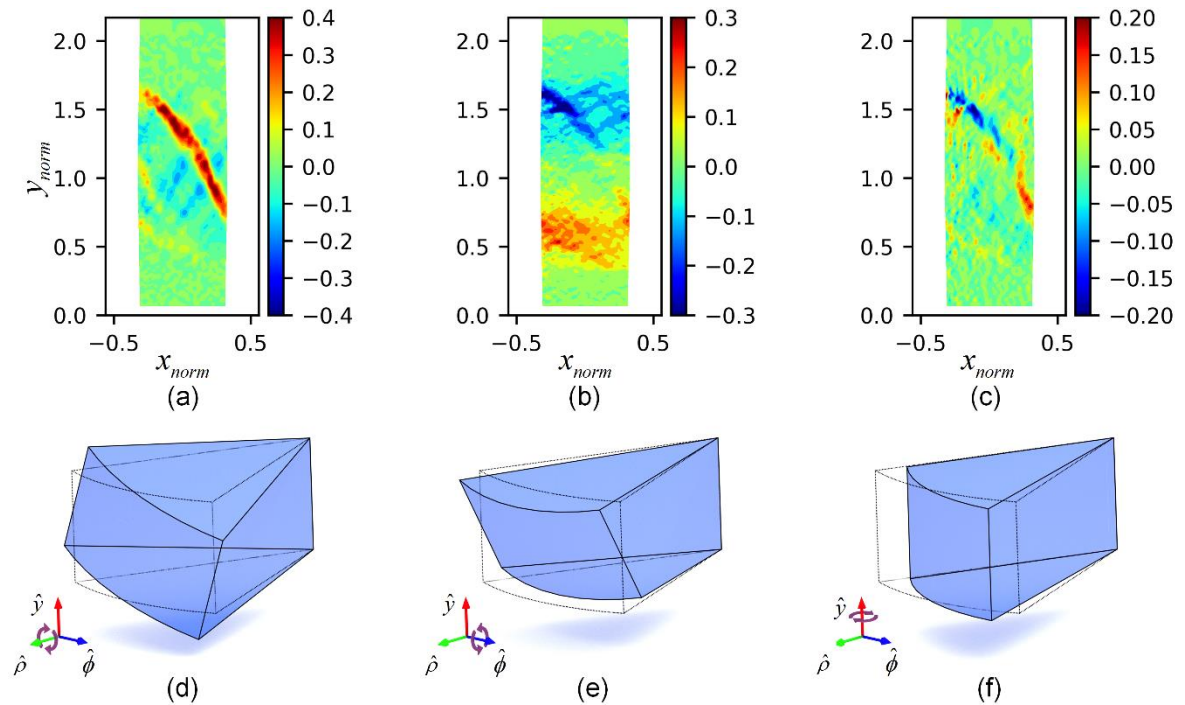 2.0
1.5
1.0
0.5
0.0
y_norm
−0.5 0.5
x_norm
0.4
0.3
0.2
0.1
0.0
−0.1
−0.2
−0.3
−0.4
(a)
2.0
1.5
1.0
0.5
0.0
−0.5 0.5
x_norm
0.3
0.2
0.1
0.0
−0.1
−0.2
−0.3
(b)
2.0
1.5
1.0
0.5
0.0
−0.5 0.5
x_norm
0.20
0.15
0.10
0.05
0.00
−0.05
−0.10
−0.15
−0.20
(c)
ŷ
ρ̂ ϕ̂
(d)
ŷ
ρ̂ ϕ̂
(e)
ŷ
ρ̂ ϕ̂
(f)